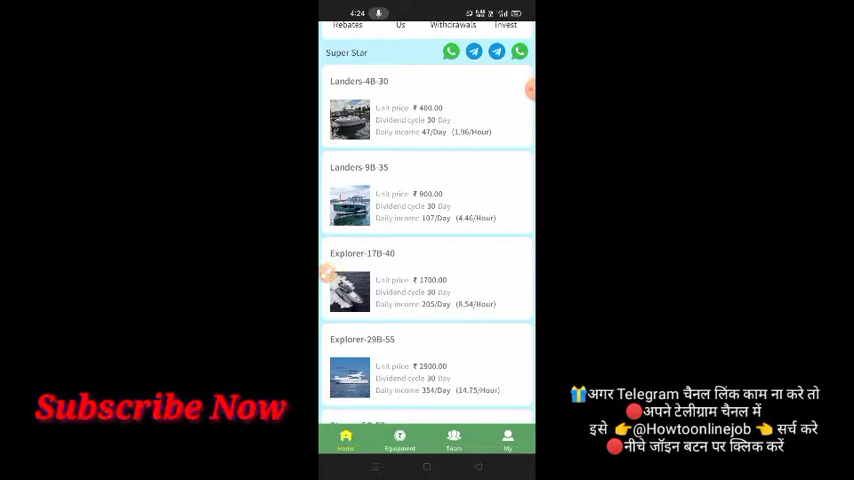 4:24
Rebates Us Withdrawals Invest
Super Star
Landers-4B-30
Unit price ₹ 400.00
Dividend cycle 30 Day
Daily income 47/Day (1.96/Hour)
Landers-9B-35
Unit price ₹ 900.00
Dividend cycle 30 Day
Daily income 107/Day (4.46/Hour)
Explorer-17B-40
Unit price ₹ 1700.00
Dividend cycle 30 Day
Daily income 205/Day (8.54/Hour)
Explorer-29B-55
Unit price ₹ 2900.00
Dividend cycle 30 Day
Daily income 354/Day (14.75/Hour)
Home Equipment Team My
Subscribe Now
🎁अगर Telegram चैनल लिंक काम ना करे तो
🔴अपने टेलीग्राम चैनल में
इसे 👉@Howtoonlinejob👈 सर्च करे
🔴नीचे जॉइन बटन पर क्लिक करें